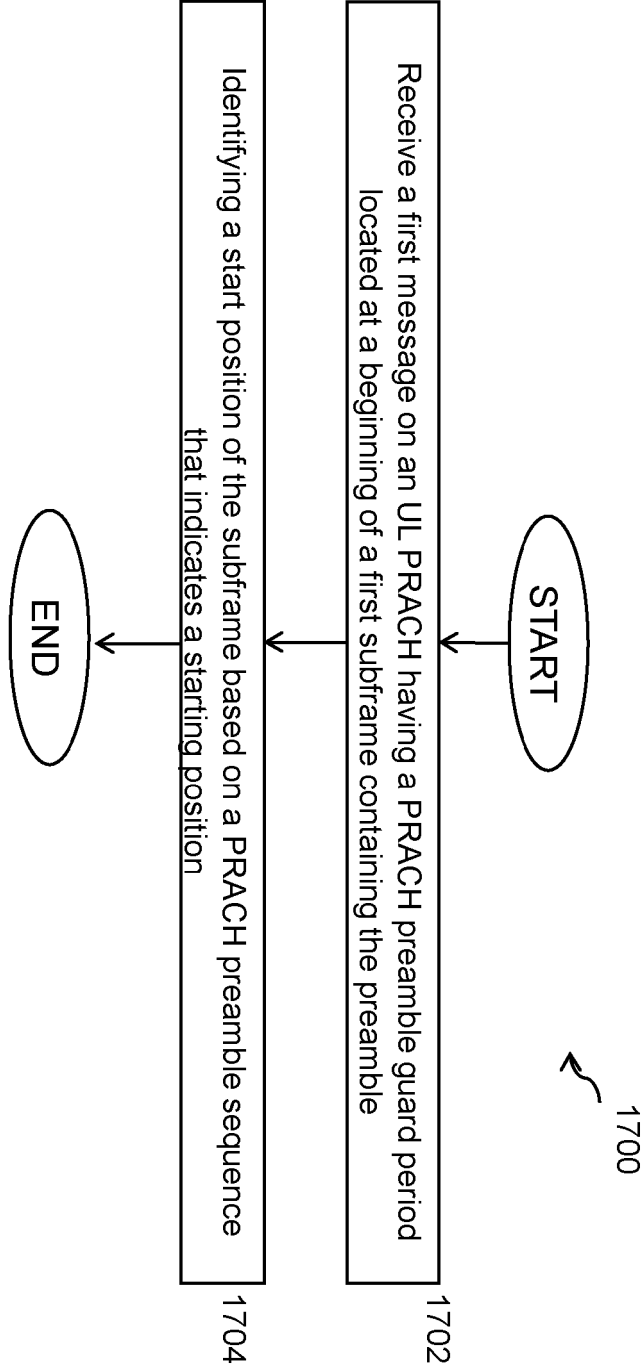 1700
START
Receive a first message on an UL PRACH having a PRACH preamble guard period
located at a beginning of a first subframe containing the preamble
1702
Identifying a start position of the subframe based on a PRACH preamble sequence
that indicates a starting position
1704
END